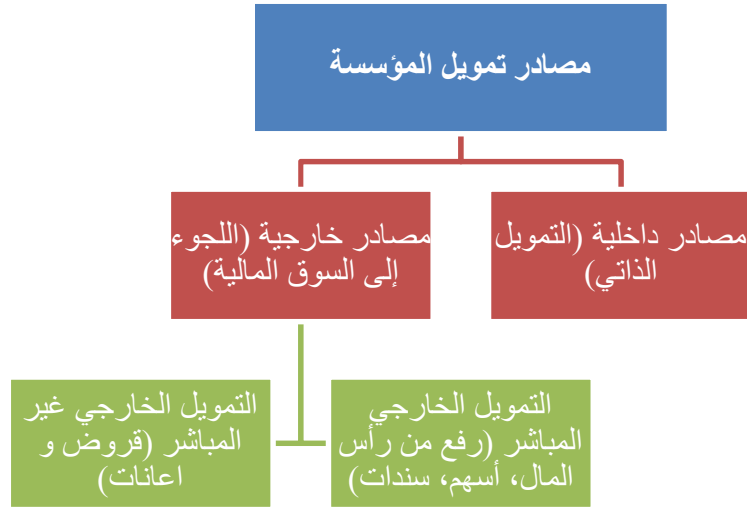 مصادر تمويل المؤسسة
مصادر داخلية (التمويل
الذاتي)
مصادر خارجية (اللجوء
إلى السوق المالية)
التمويل الخارجي
المباشر (رفع من رأس
المال، أسهم، سندات)
التمويل الخارجي غير
المباشر (قروض و
اعانات)